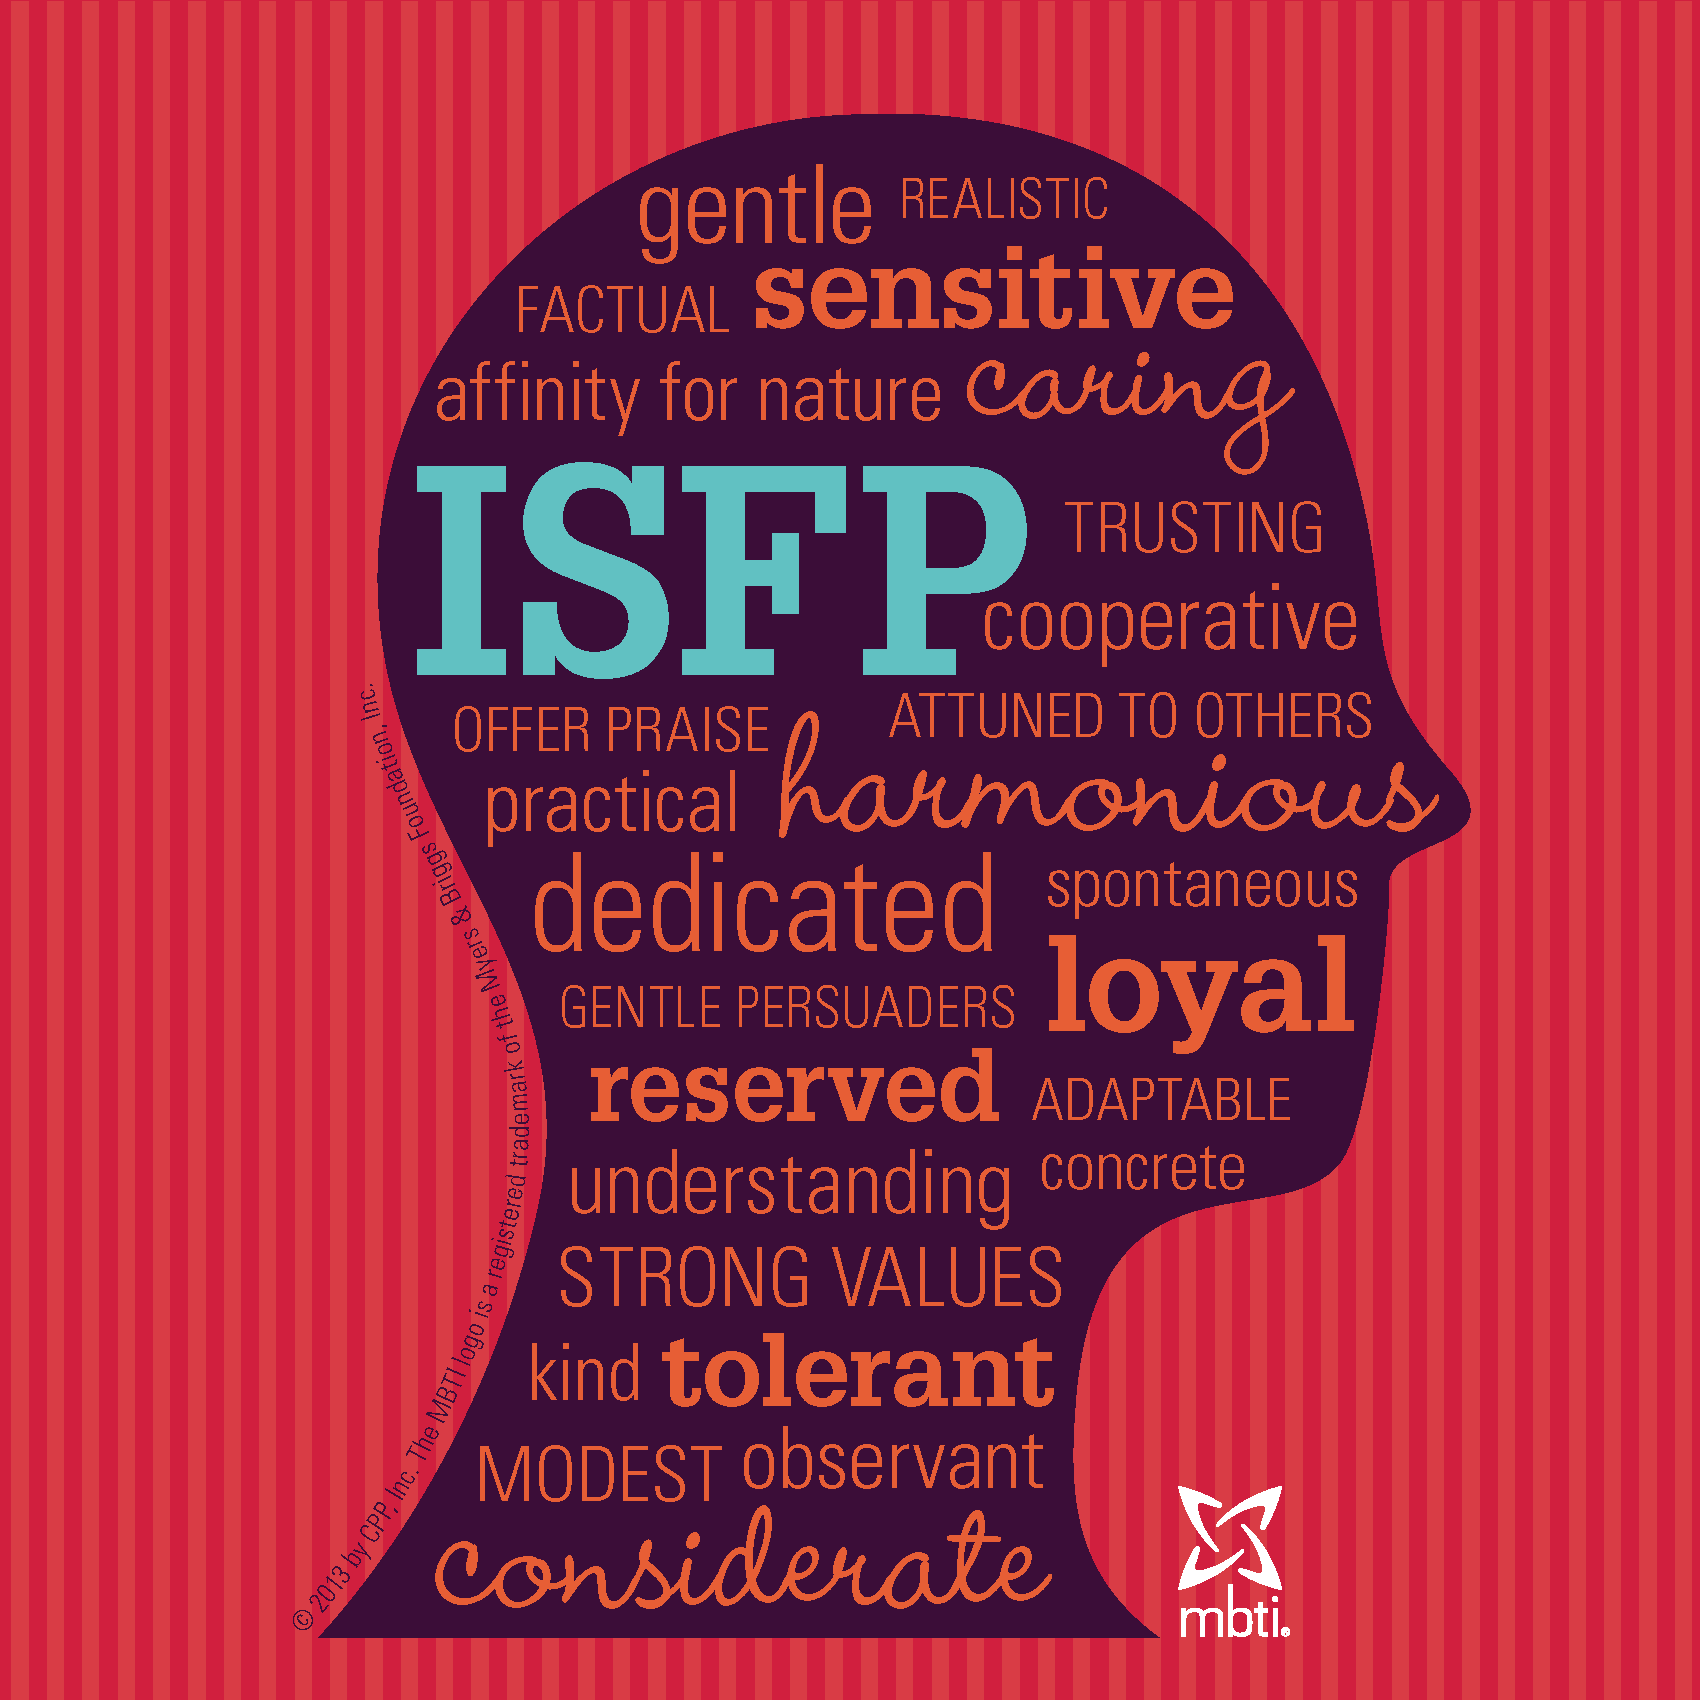 gentle REALISTIC
FACTUAL sensitive
affinity for nature caring
ISFP TRUSTING
cooperative
OFFER PRAISE ATTUNED TO OTHERS
practical harmonious
dedicated spontaneous
GENTLE PERSUADERS loyal
reserved ADAPTABLE
understanding concrete
STRONG VALUES
kind tolerant
MODEST observant
considerate
© 2013 by CPP, Inc. The MBTI logo is a registered trademark of the Myers & Briggs Foundation, Inc.
mbti®